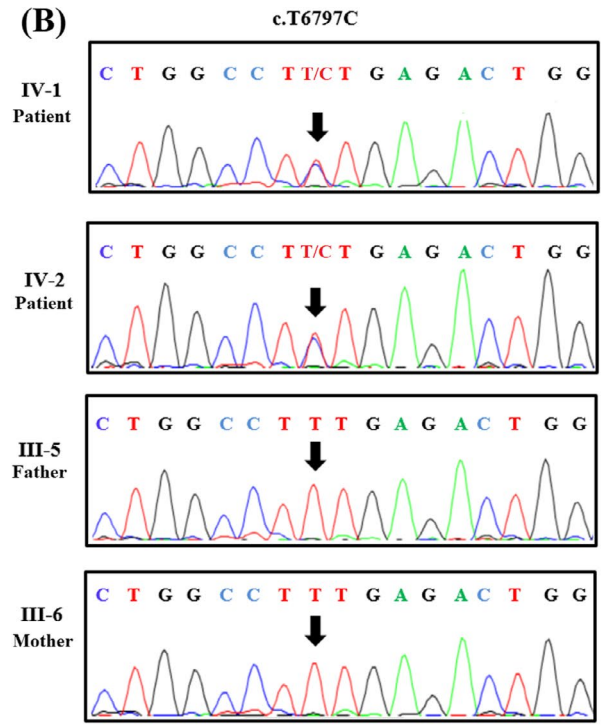 (B)
c.T6797C
IV-1
Patient
C T G G C C T T/C T G A G A C T G G
IV-2
Patient
C T G G C C T T/C T G A G A C T G G
III-5
Father
C T G G C C T T T G A G A C T G G
III-6
Mother
C T G G C C T T T G A G A C T G G